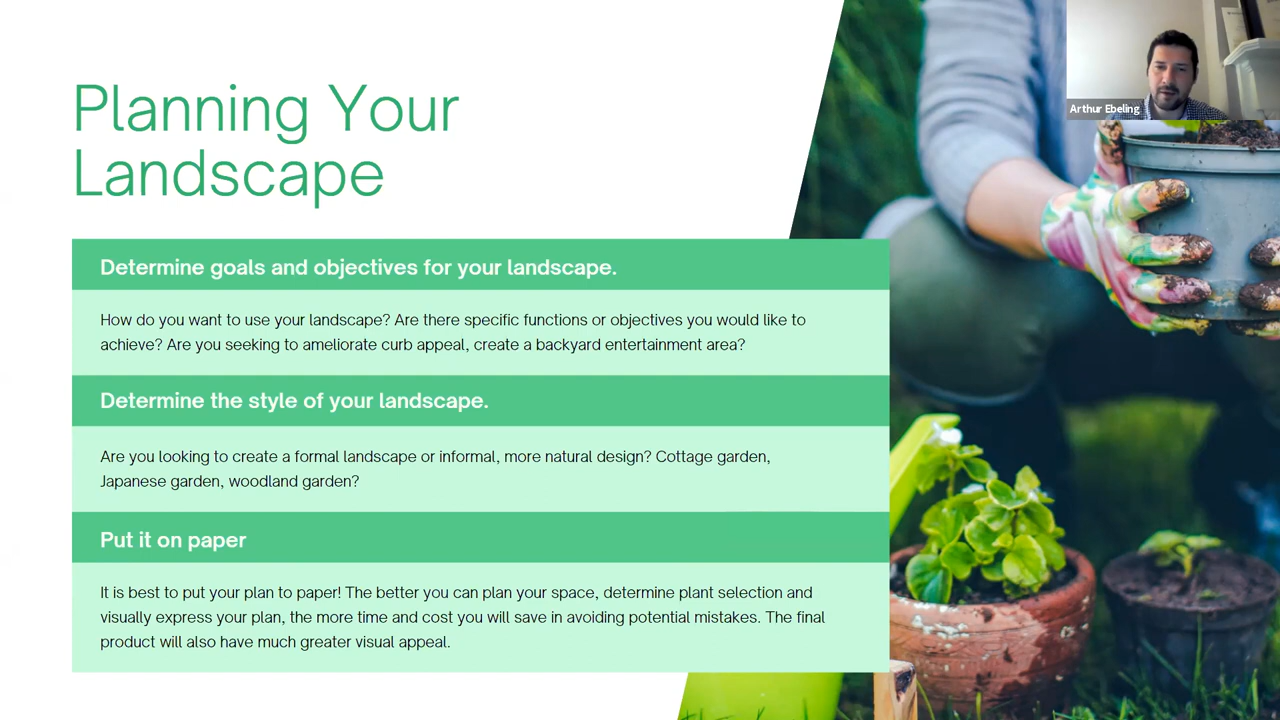 Arthur Ebeling
Planning Your
Landscape
Determine goals and objectives for your landscape.
How do you want to use your landscape? Are there specific functions or objectives you would like to
achieve? Are you seeking to ameliorate curb appeal, create a backyard entertainment area?
Determine the style of your landscape.
Are you looking to create a formal landscape or informal, more natural design? Cottage garden,
Japanese garden, woodland garden?
Put it on paper
It is best to put your plan to paper! The better you can plan your space, determine plant selection and
visually express your plan, the more time and cost you will save in avoiding potential mistakes. The final
product will also have much greater visual appeal.